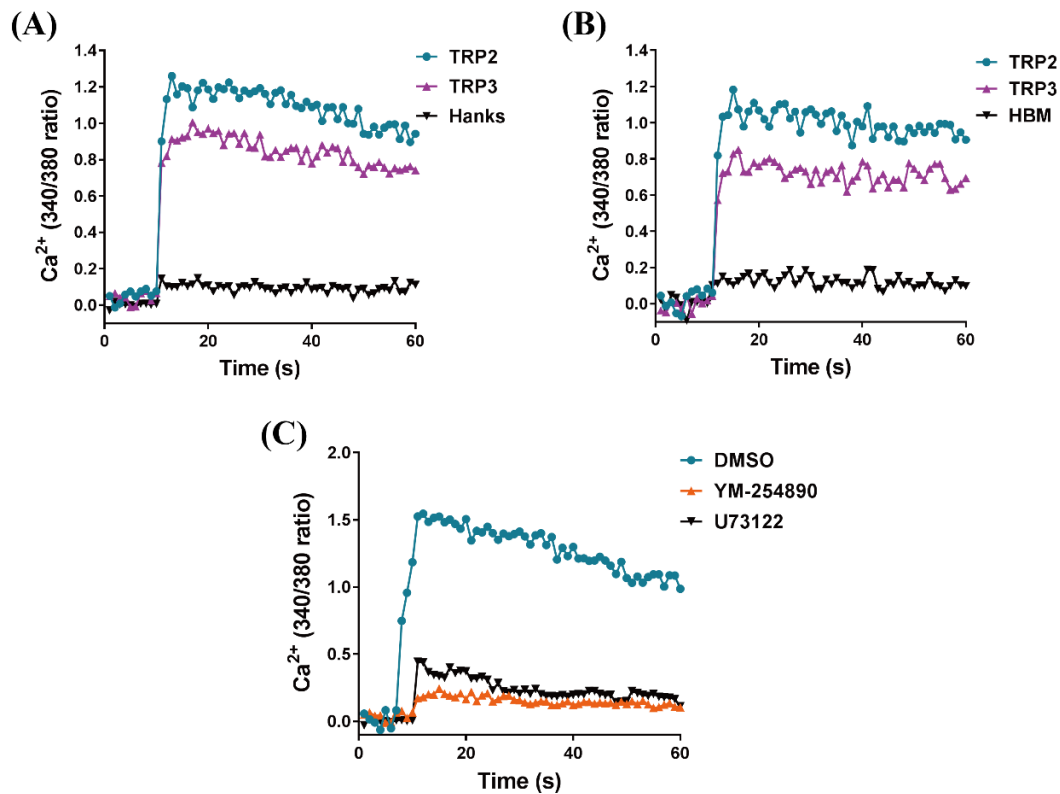 (A)
TRP2
TRP3
Hanks
Ca²⁺ (340/380 ratio)
1.4
1.2
1.0
0.8
0.6
0.4
0.2
0.0
0 20 40 60
Time (s)
(B)
TRP2
TRP3
HBM
Ca²⁺ (340/380 ratio)
1.4
1.2
1.0
0.8
0.6
0.4
0.2
0.0
0 20 40 60
Time (s)
(C)
DMSO
YM-254890
U73122
Ca²⁺ (340/380 ratio)
2.0
1.5
1.0
0.5
0.0
0 20 40 60
Time (s)